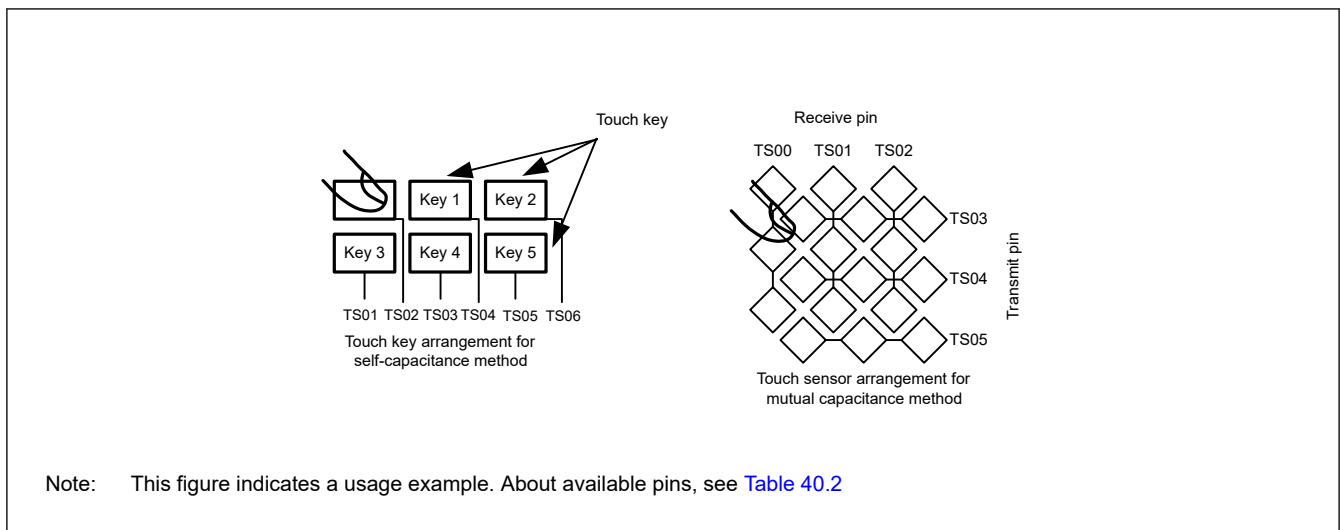 Touch key
Key 1
Key 2
Key 3
Key 4
Key 5
TS01 TS02 TS03 TS04 TS05 TS06
Touch key arrangement for
self-capacitance method
Receive pin
TS00 TS01 TS02
TS03
TS04
TS05
Transmit pin
Touch sensor arrangement for
mutual capacitance method
Note: This figure indicates a usage example. About available pins, see Table 40.2